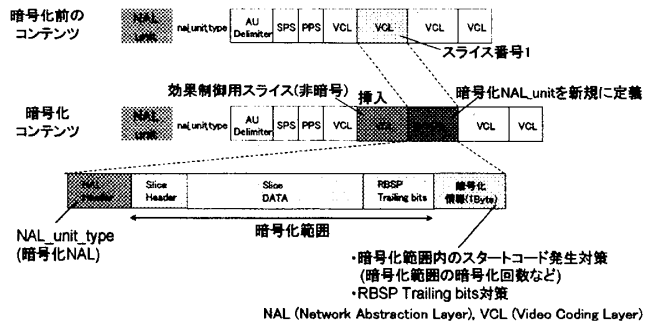 暗号化前の
コンテンツ
NAL
unit
nal_unit_type
AU
Delimiter
SPS
PPS
VCL
VCL
VCL
VCL
スライス番号1
効果制御用スライス(非暗号)
挿入
暗号化NAL_unitを新規に定義
暗号化
コンテンツ
NAL
unit
nal_unit_type
AU
Delimiter
SPS
PPS
VCL
VCL
VCL
VCL
NAL
Header
Slice
Header
Slice
DATA
RBSP
Trailing bits
暗号化
情報(1Byte)
暗号化範囲
NAL_unit_type
(暗号化NAL)
・暗号化範囲内のスタートコード発生対策
(暗号化範囲の暗号化回数など)
・RBSP Trailing bits対策
NAL (Network Abstraction Layer), VCL (Video Coding Layer)